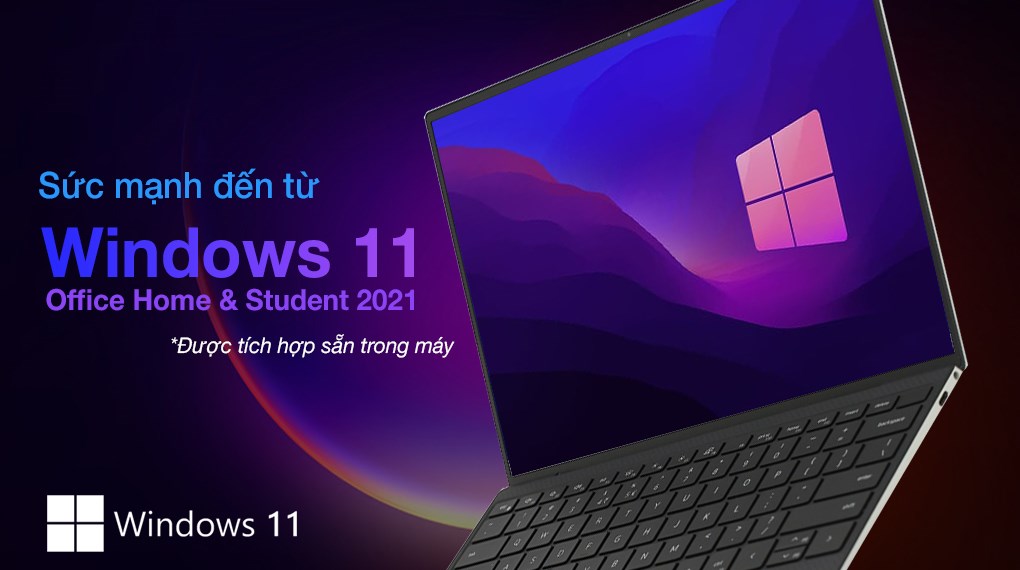 Sức mạnh đến từ
Windows 11
Office Home & Student 2021
*Được tích hợp sẵn trong máy
Windows 11